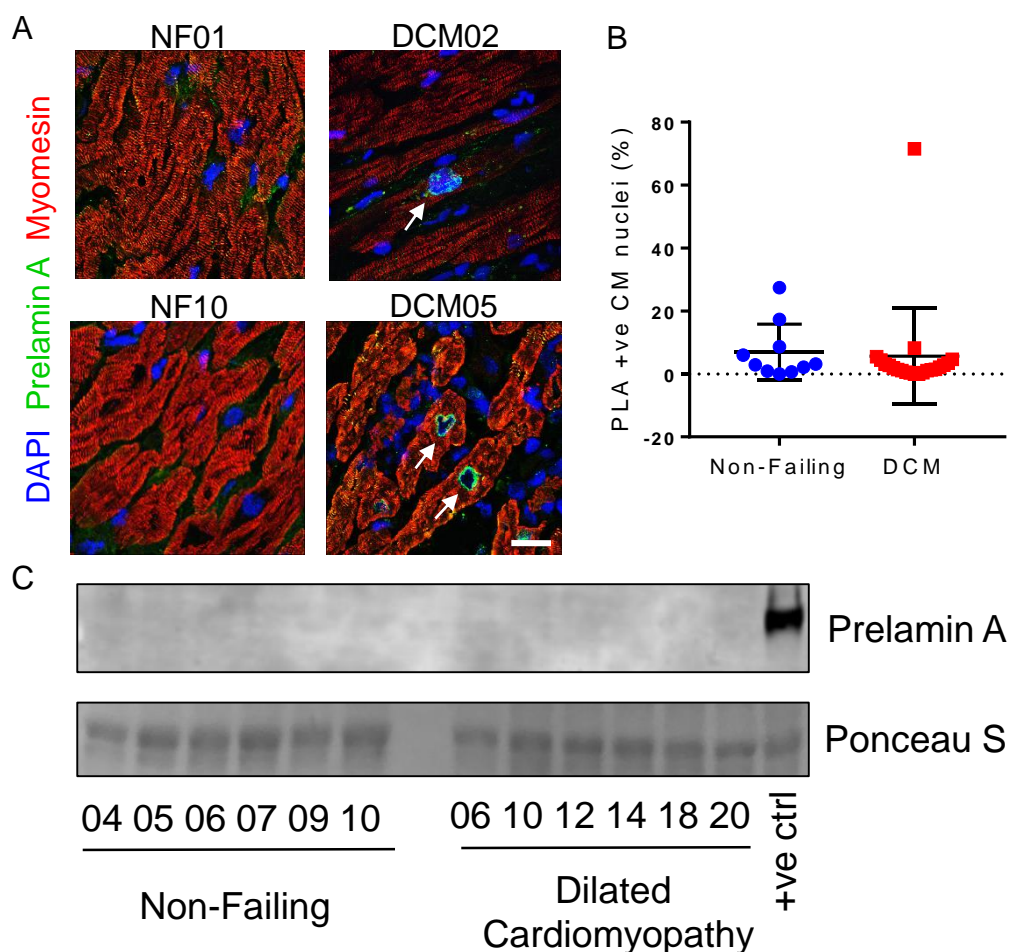 A
NF01
DCM02
DAPI Prelamin A Myomesin
NF10
DCM05
B
PLA +ve CM nuclei (%)
80
60
40
20
0
-20
Non-Failing
DCM
C
Prelamin A
Ponceau S
04 05 06 07 09 10
06 10 12 14 18 20
+ve ctrl
Non-Failing
Dilated
Cardiomyopathy